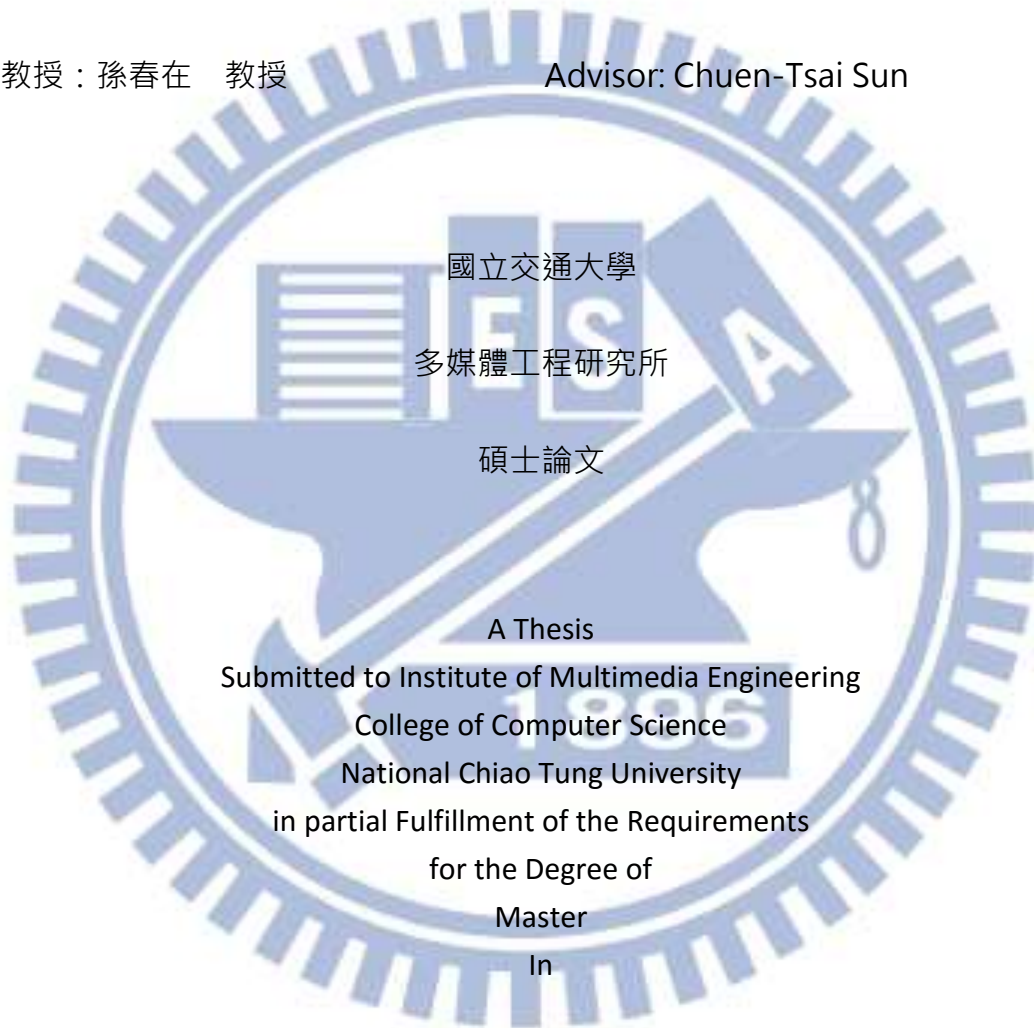 教授：孫春在　教授　Advisor: Chuen-Tsai Sun
國立交通大學
E S A
多媒體工程研究所
碩士論文
A Thesis
Submitted to Institute of Multimedia Engineering
College of Computer Science
1896
National Chiao Tung University
in partial Fulfillment of the Requirements
for the Degree of
Master
In